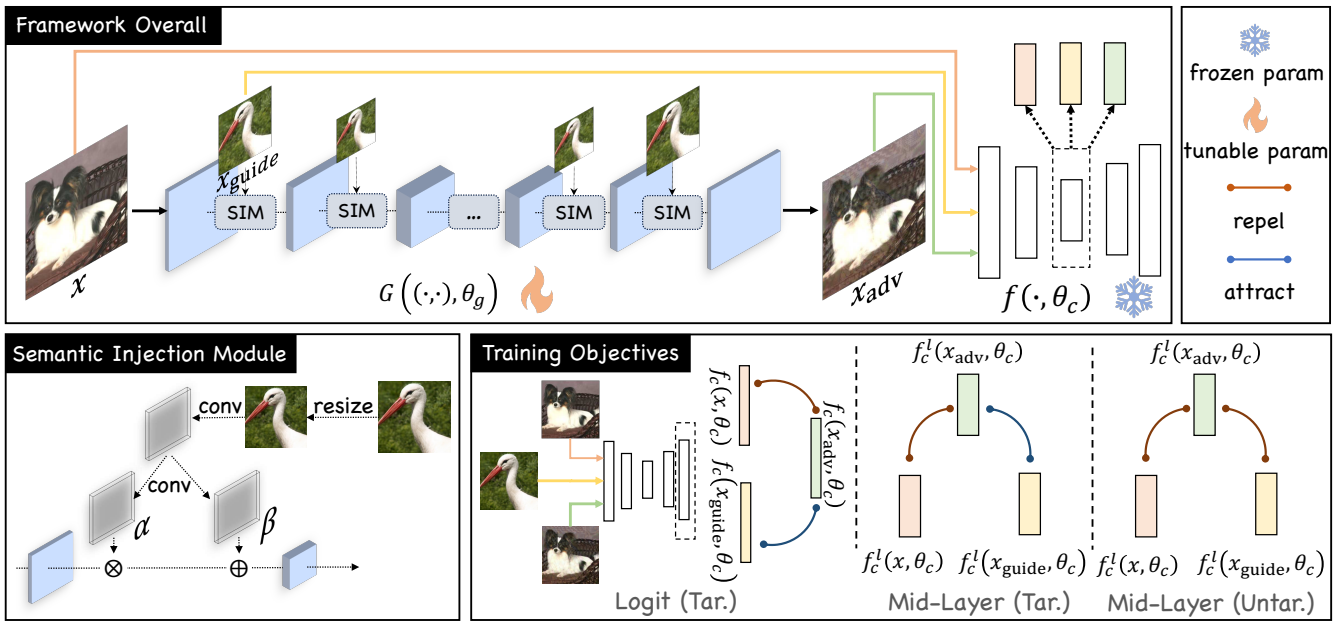 Framework Overall
x
x_guide
SIM
SIM
...
SIM
SIM
x_adv
G((·,·),θ_g)
f(·,θ_c)
frozen param
tunable param
repel
attract
Semantic Injection Module
conv
resize
conv
α
β
⊗
⊕
Training Objectives
f_c(x,θ_c)
f_c(x_guide,θ_c)
f_c(x_adv,θ_c)
Logit (Tar.)
f_c^l(x_adv,θ_c)
f_c^l(x,θ_c)
f_c^l(x_guide,θ_c)
Mid-Layer (Tar.)
f_c^l(x_adv,θ_c)
f_c^l(x,θ_c)
f_c^l(x_guide,θ_c)
Mid-Layer (Untar.)